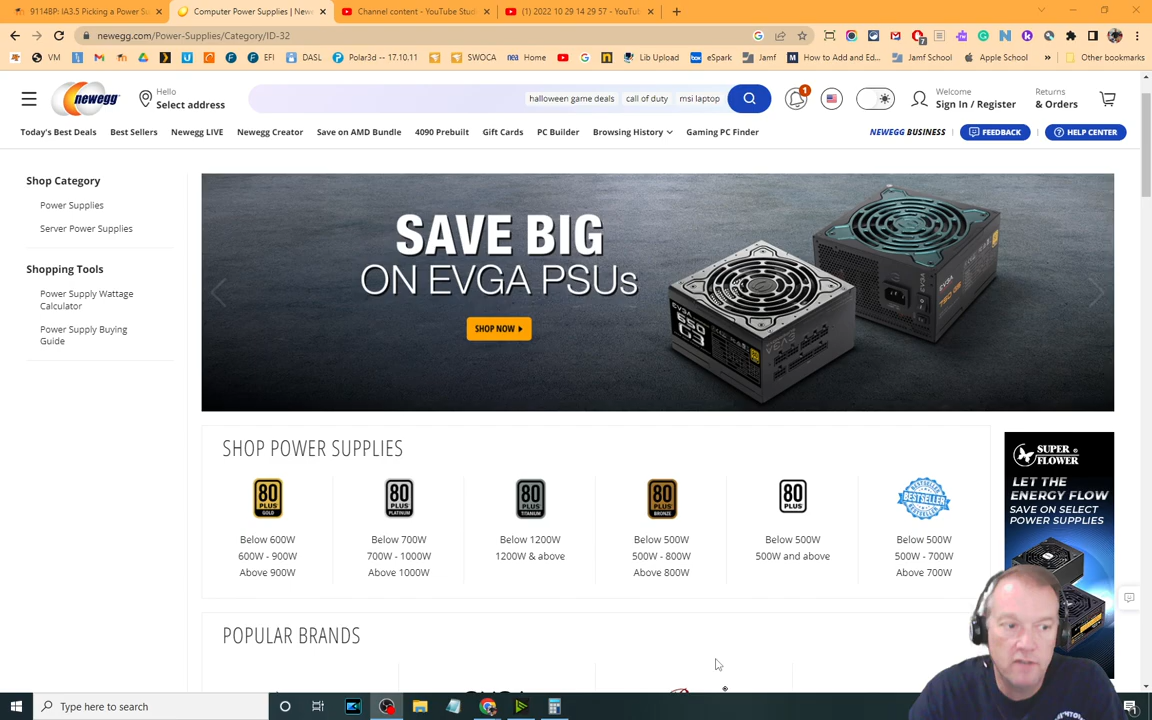 9114BP: IA3.5 Picking a Power Su
Computer Power Supplies | Newe
Channel content - YouTube Studi
(1) 2022 10 29 14 29 57 - YouTub
newegg.com/Power-Supplies/Category/ID-32
VM
IA
Polar3d -- 17.10.11
EFI
DASL
SWOCA
Home
Lib Upload
eSpark
Jamf
How to Add and Ed...
Jamf School
Apple School
»
Other bookmarks
newegg
Hello
Select address
halloween game deals
call of duty
msi laptop
1
Welcome
Sign In / Register
Returns
& Orders
Today's Best Deals
Best Sellers
Newegg LIVE
Newegg Creator
Save on AMD Bundle
4090 Prebuilt
Gift Cards
PC Builder
Browsing History
Gaming PC Finder
NEWEGG BUSINESS
FEEDBACK
HELP CENTER
Shop Category
Power Supplies
Server Power Supplies
Shopping Tools
Power Supply Wattage
Calculator
Power Supply Buying
Guide
SAVE BIG
ON EVGA PSUs
SHOP NOW
EVGA
650
G3
SHOP POWER SUPPLIES
80
PLUS
GOLD
Below 600W
600W - 900W
Above 900W
80
PLUS
PLATINUM
Below 700W
700W - 1000W
Above 1000W
80
PLUS
TITANIUM
Below 1200W
1200W & above
80
PLUS
BRONZE
Below 500W
500W - 800W
Above 800W
80
PLUS
Below 500W
500W and above
BESTSELLER
Below 500W
500W - 700W
Above 700W
SUPER
FLOWER
LET THE
ENERGY FLOW
SAVE ON SELECT
POWER SUPPLIES
POPULAR BRANDS
Type here to search